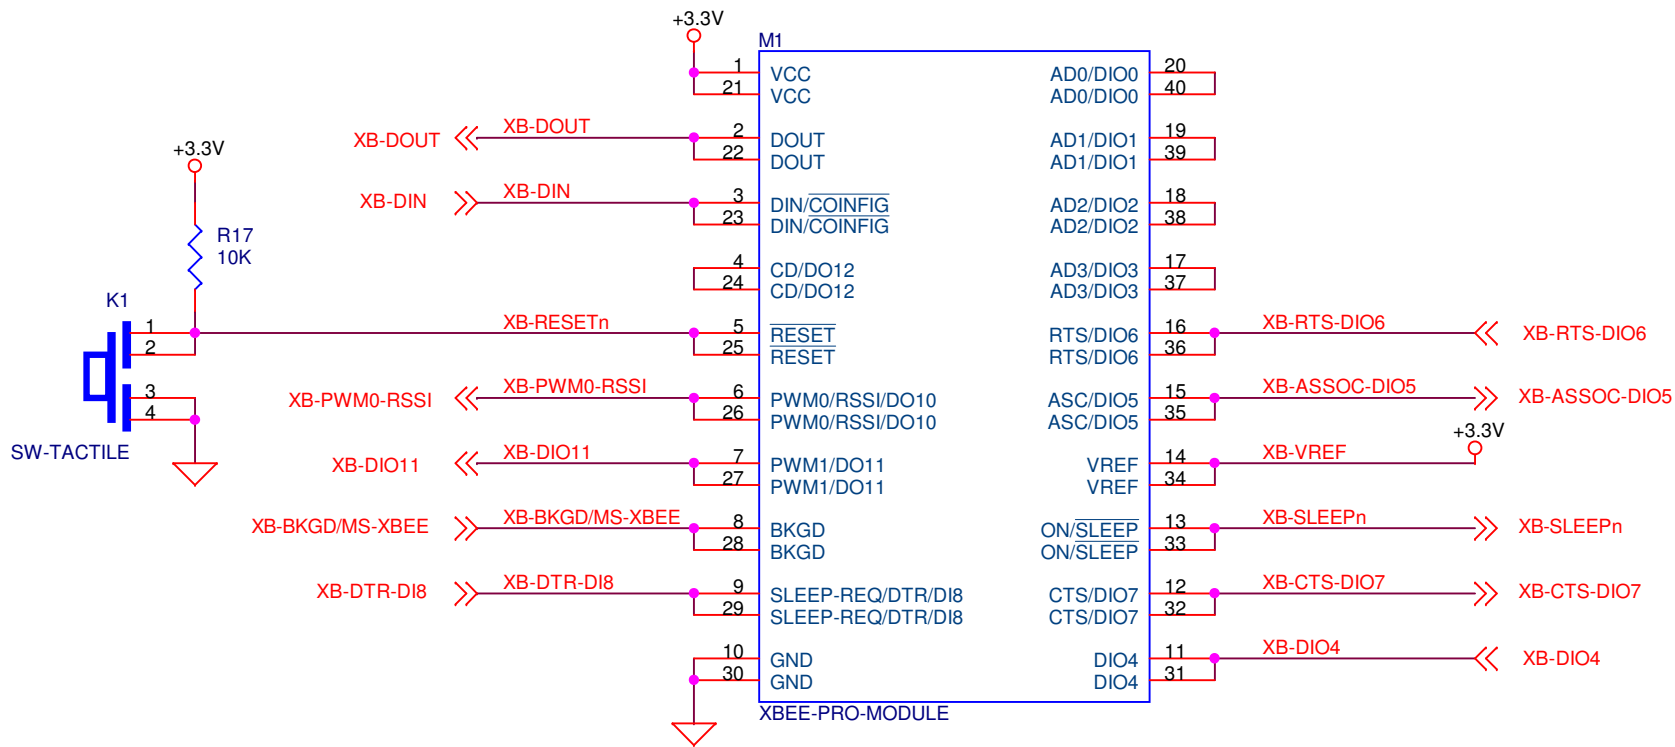 +3.3V
M1
1 VCC AD0/DIO0 20
21 VCC AD0/DIO0 40
XB-DOUT XB-DOUT 2 DOUT AD1/DIO1 19
22 DOUT AD1/DIO1 39
+3.3V
XB-DIN XB-DIN 3 DIN/COINFIG AD2/DIO2 18
23 DIN/COINFIG AD2/DIO2 38
R17
10K
4 CD/DO12 AD3/DIO3 17
24 CD/DO12 AD3/DIO3 37
K1
1 XB-RESETn 5 RESET RTS/DIO6 16 XB-RTS-DIO6 XB-RTS-DIO6
2 25 RESET RTS/DIO6 36
3 XB-PWM0-RSSI XB-PWM0-RSSI 6 PWM0/RSSI/DO10 ASC/DIO5 15 XB-ASSOC-DIO5 XB-ASSOC-DIO5
4 26 PWM0/RSSI/DO10 ASC/DIO5 35
SW-TACTILE
+3.3V
XB-DIO11 XB-DIO11 7 PWM1/DO11 VREF 14 XB-VREF
27 PWM1/DO11 VREF 34
XB-BKGD/MS-XBEE XB-BKGD/MS-XBEE 8 BKGD ON/SLEEP 13 XB-SLEEPn XB-SLEEPn
28 BKGD ON/SLEEP 33
XB-DTR-DI8 XB-DTR-DI8 9 SLEEP-REQ/DTR/DI8 CTS/DIO7 12 XB-CTS-DIO7 XB-CTS-DIO7
29 SLEEP-REQ/DTR/DI8 CTS/DIO7 32
10 GND DIO4 11 XB-DIO4 XB-DIO4
30 GND DIO4 31
XBEE-PRO-MODULE